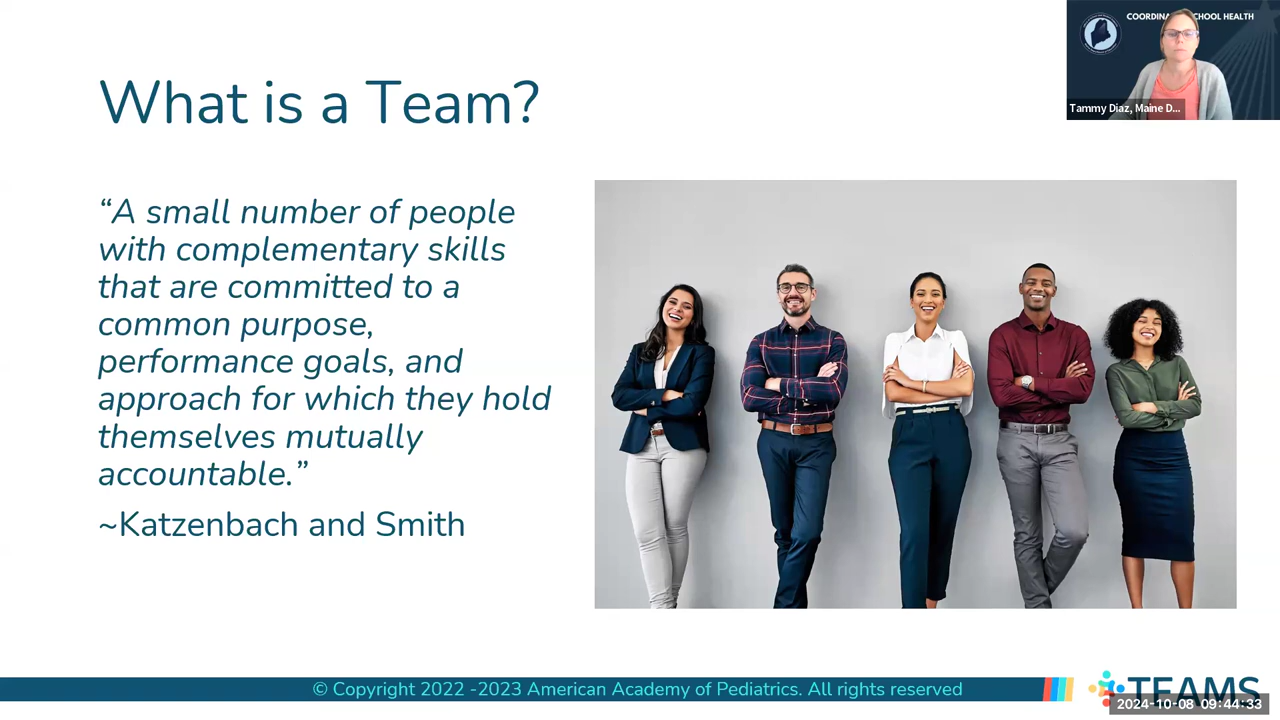 COORDINA SCHOOL HEALTH
Tammy Diaz, Maine D...
What is a Team?
“A small number of people
with complementary skills
that are committed to a
common purpose,
performance goals, and
approach for which they hold
themselves mutually
accountable.”
~Katzenbach and Smith
© Copyright 2022 -2023 American Academy of Pediatrics. All rights reserved
TEAMS
2024-10-08 09:44:33